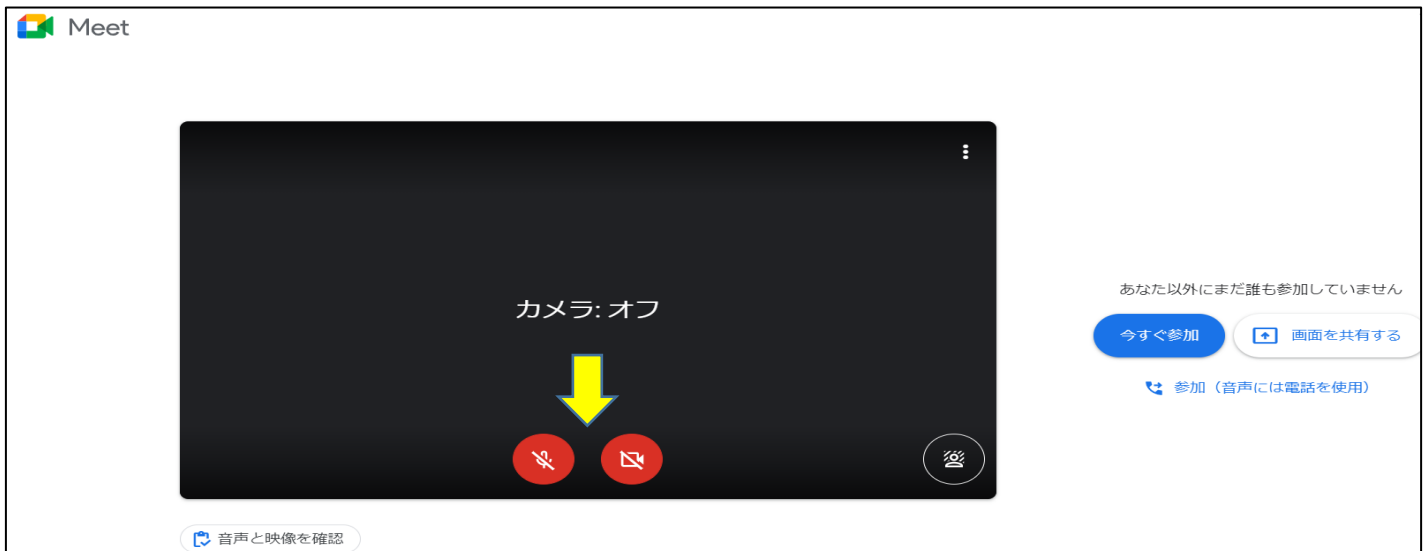 Meet
カメラ: オフ
あなた以外にまだ誰も参加していません
今すぐ参加
画面を共有する
参加（音声には電話を使用）
音声と映像を確認